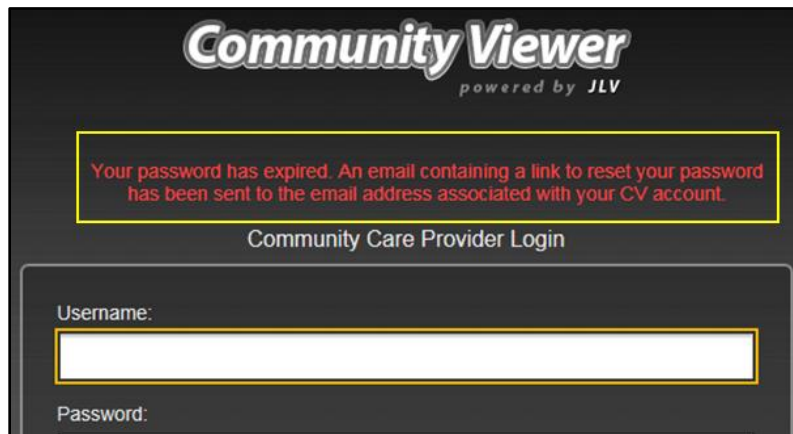 Community Viewer
powered by JLV
Your password has expired. An email containing a link to reset your password
has been sent to the email address associated with your CV account.
Community Care Provider Login
Username:
Password: